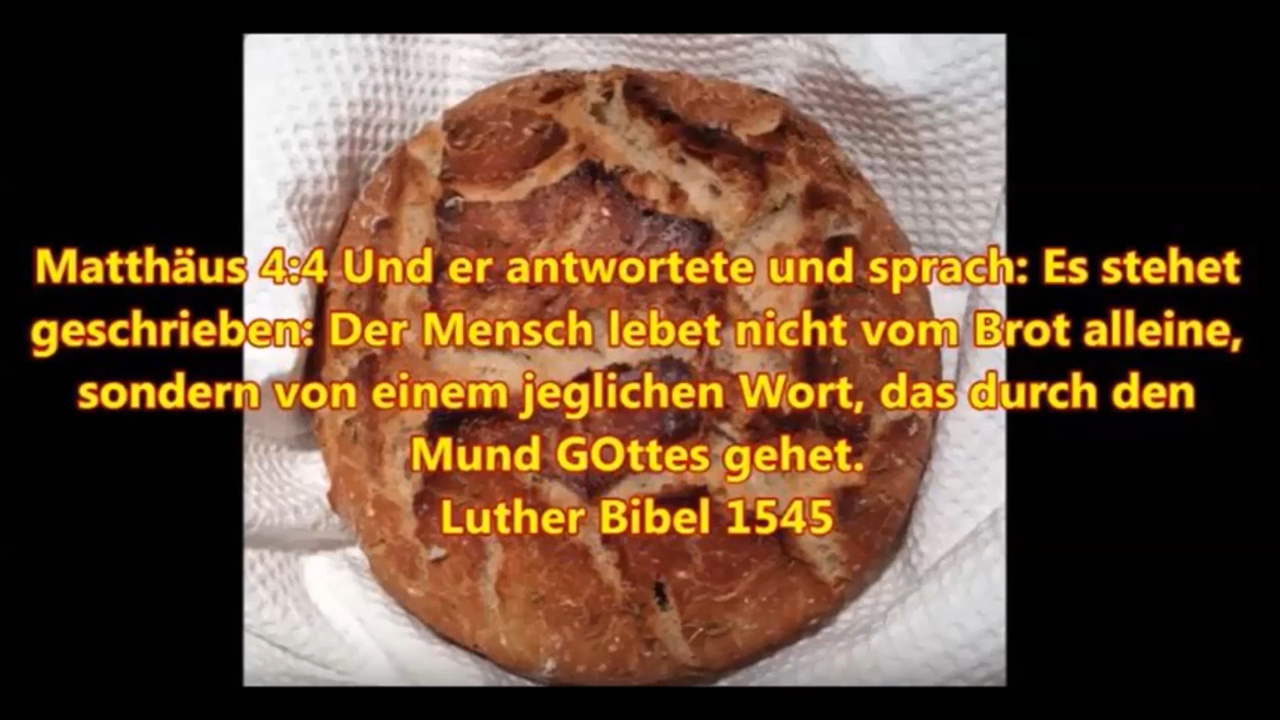 Matthäus 4:4 Und er antwortete und sprach: Es stehet
geschrieben: Der Mensch lebet nicht vom Brot alleine,
sondern von einem jeglichen Wort, das durch den
Mund GOttes gehet.
Luther Bibel 1545